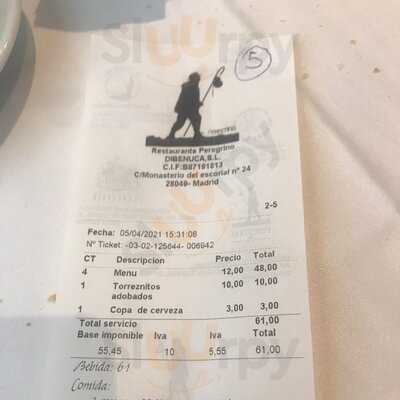 Sluurpy
5
Peregrino
Restaurante Peregrino
DIBENUCA,S.L.
C.I.F:B87191813
C/Monasterio del escorial nº 24
28049- Madrid
2-5
Fecha: 05/04/2021 15:31:08
Nº Ticket: -03-02-125644- 006942
CT Descripcion Precio Total
4 Menu 12,00 48,00
1 Torreznitos 10,00 10,00
adobados
1 Copa de cerveza 3,00 3,00
Total servicio 61,00
Base imponible Iva Iva Total
55,45 10 5,55 61,00
Bebida: 61
Comida: